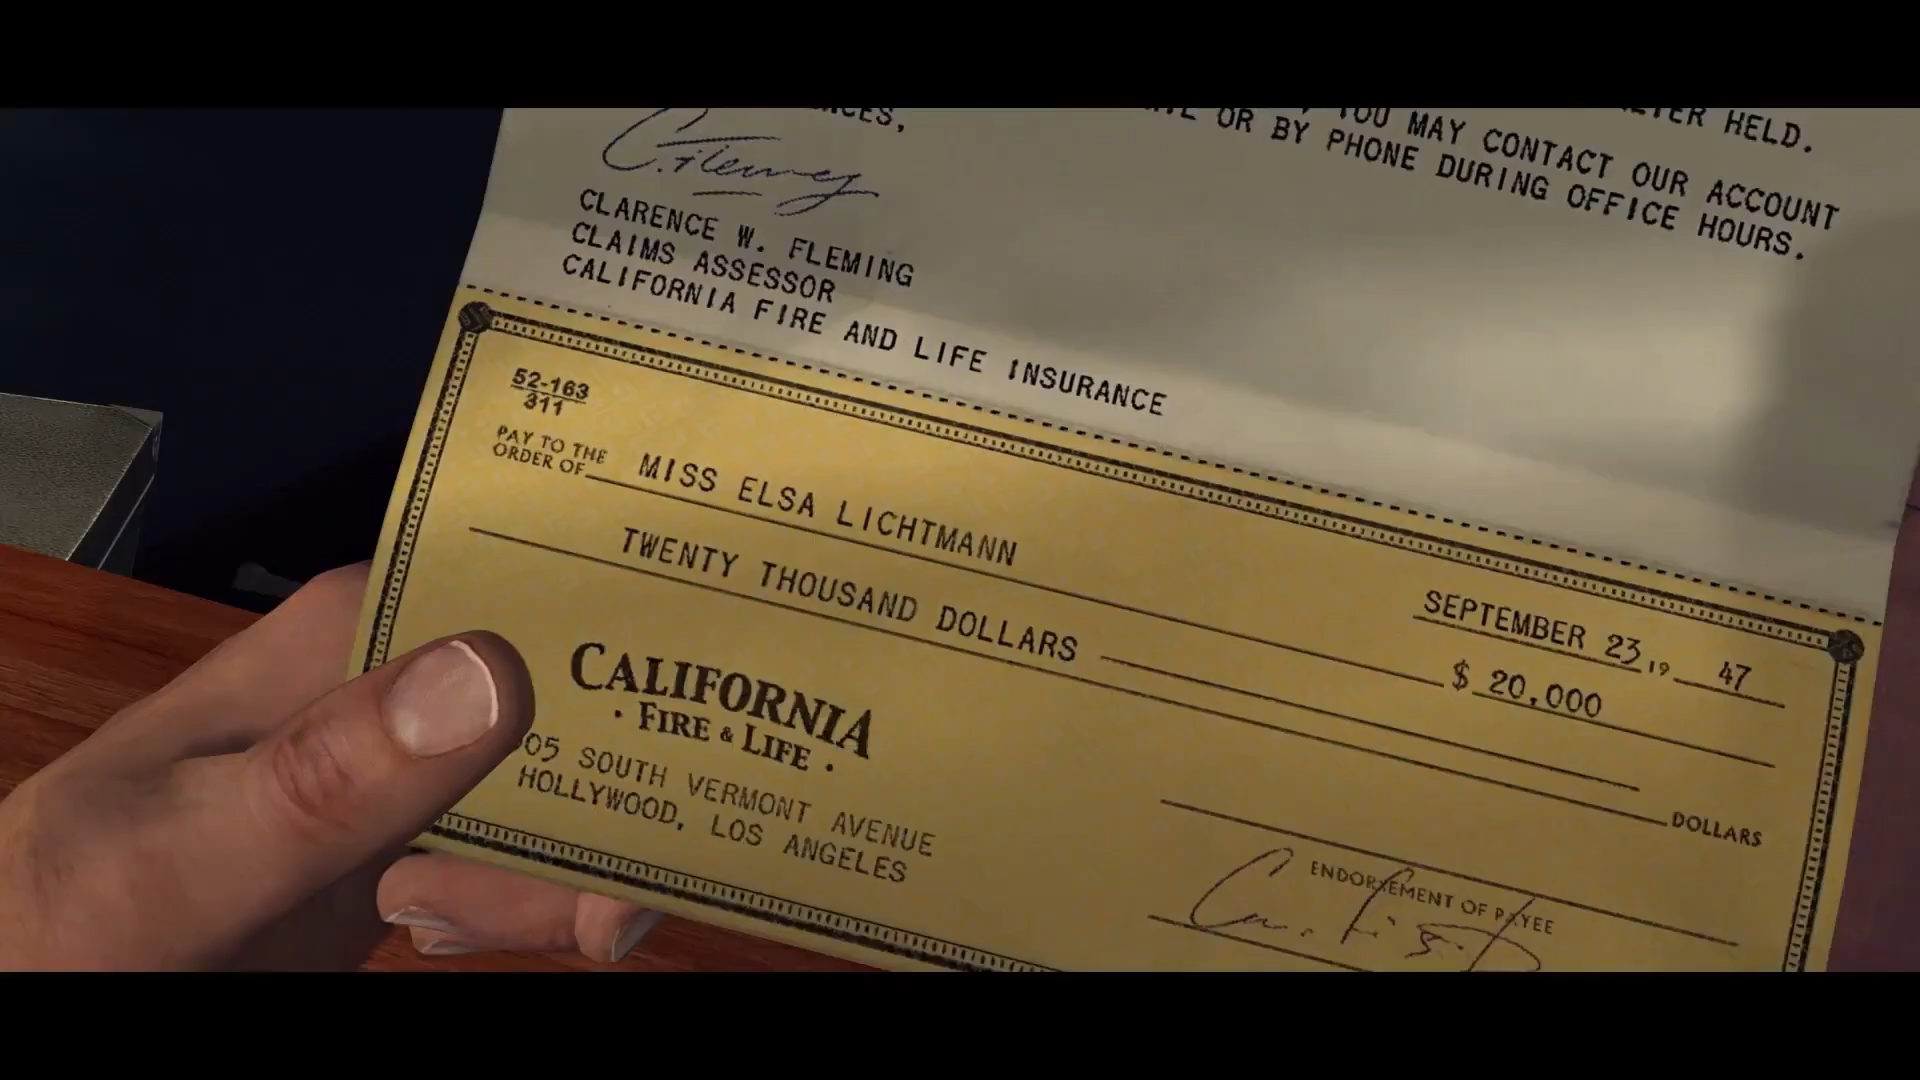 HELD.
YOU MAY CONTACT OUR ACCOUNT
OR BY PHONE DURING OFFICE HOURS.
C. Fleming
CLARENCE W. FLEMING
CLAIMS ASSESSOR
CALIFORNIA FIRE AND LIFE INSURANCE
52-163
311
PAY TO THE
ORDER OF MISS ELSA LICHTMANN
SEPTEMBER 23, 19 47
TWENTY THOUSAND DOLLARS
$ 20,000
DOLLARS
CALIFORNIA
· FIRE & LIFE ·
05 SOUTH VERMONT AVENUE
HOLLYWOOD, LOS ANGELES
ENDORSEMENT OF PAYEE